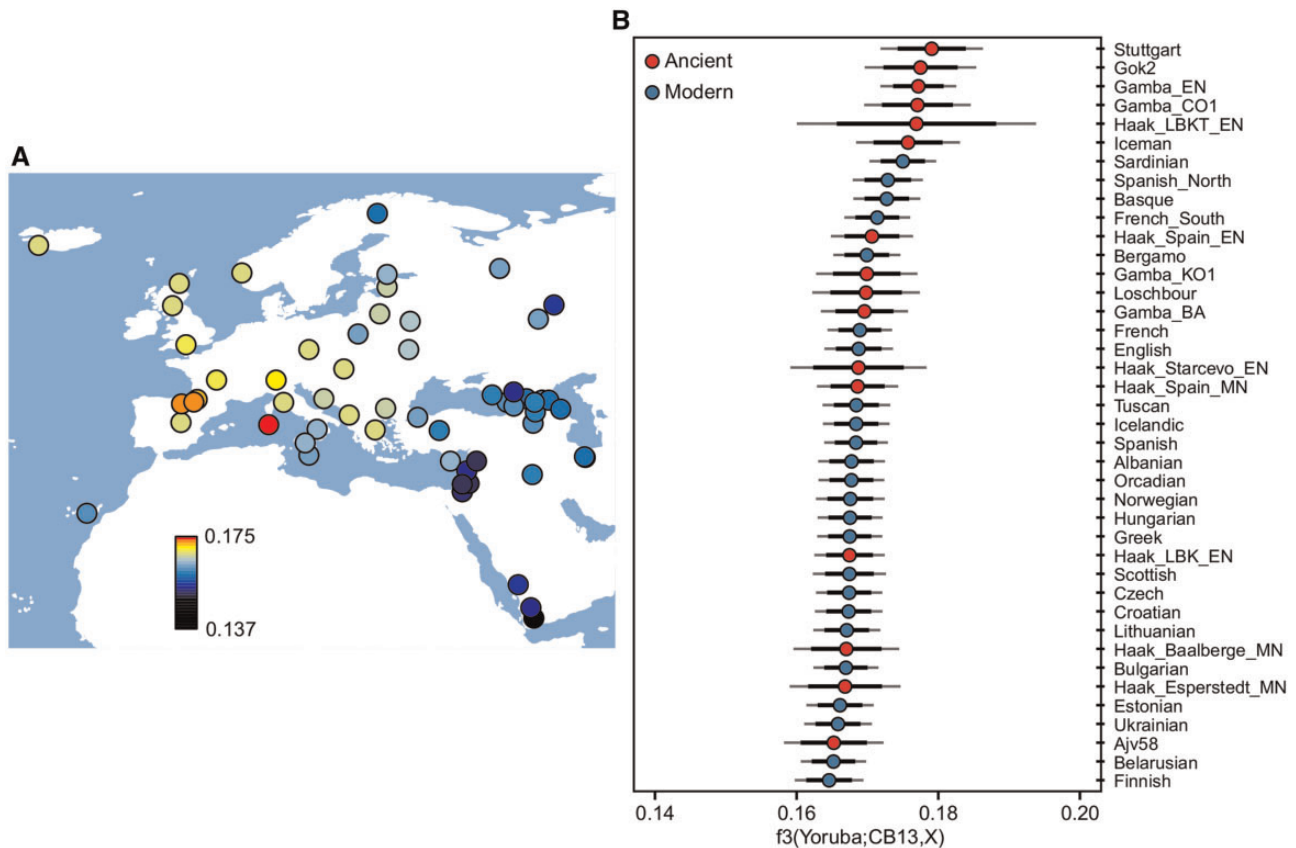 A
0.175
0.137
B
Ancient
Modern
Stuttgart
Gok2
Gamba_EN
Gamba_CO1
Haak_LBKT_EN
Iceman
Sardinian
Spanish_North
Basque
French_South
Haak_Spain_EN
Bergamo
Gamba_KO1
Loschbour
Gamba_BA
French
English
Haak_Starcevo_EN
Haak_Spain_MN
Tuscan
Icelandic
Spanish
Albanian
Orcadian
Norwegian
Hungarian
Greek
Haak_LBK_EN
Scottish
Czech
Croatian
Lithuanian
Haak_Baalberge_MN
Bulgarian
Haak_Esperstedt_MN
Estonian
Ukrainian
Ajv58
Belarusian
Finnish
0.14 0.16 0.18 0.20
f3(Yoruba;CB13,X)